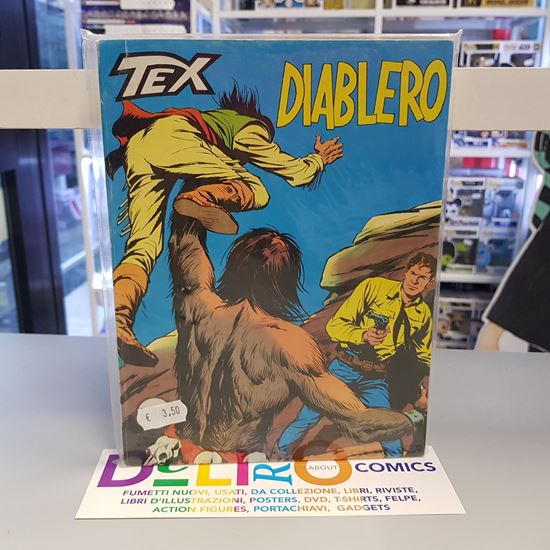 TEX
DIABLERO
€ 3,50
DELIRO
ABOUT
COMICS
FUMETTI NUOVI, USATI, DA COLLEZIONE, LIBRI, RIVISTE,
LIBRI D'ILLUSTRAZIONI, POSTERS, DVD, T-SHIRTS, FELPE,
ACTION FIGURES, PORTACHIAVI, GADGETS